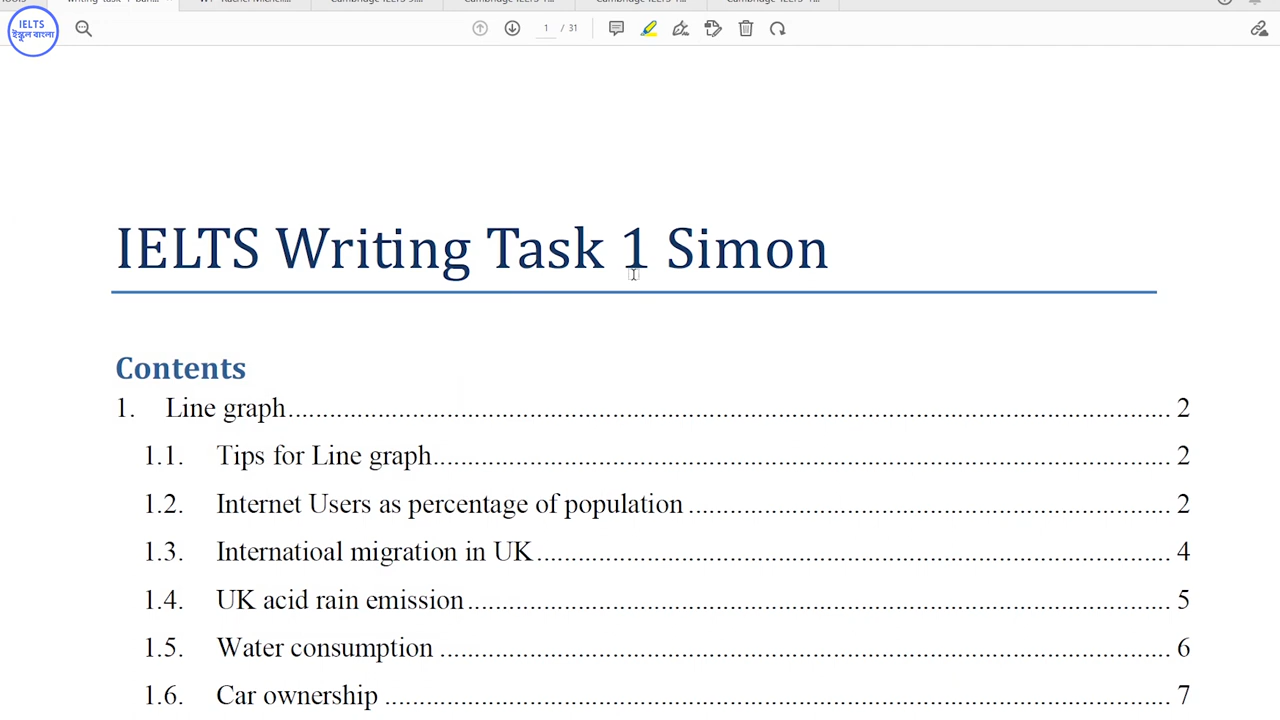 IELTS
ইস্কুল বাংলা
1 / 31
IELTS Writing Task 1 Simon
Contents
1. Line graph 2
1.1. Tips for Line graph 2
1.2. Internet Users as percentage of population 2
1.3. Internatioal migration in UK 4
1.4. UK acid rain emission 5
1.5. Water consumption 6
1.6. Car ownership 7